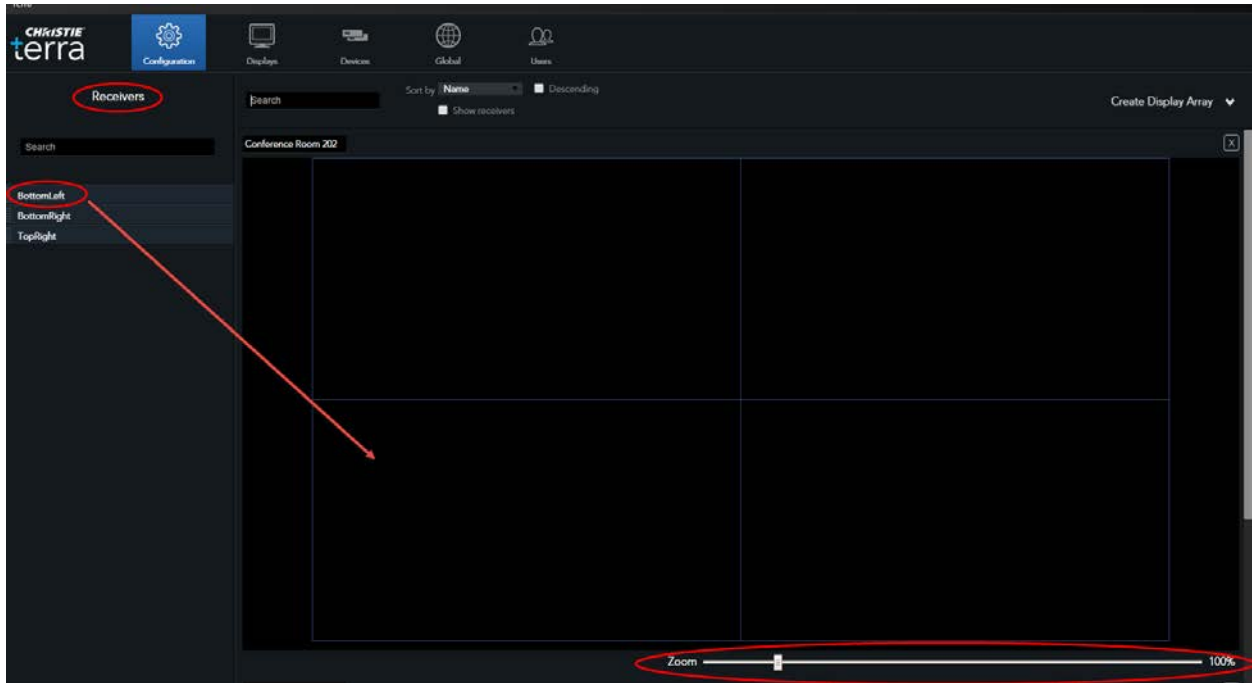 CHRISTIE
terra
Configuration
Displays
Devices
Global
Users
Receivers
Search
BottomLeft
BottomRight
TopRight
Search
Sort by Name
Descending
Show receivers
Create Display Array
Conference Room 202
X
Zoom
100%